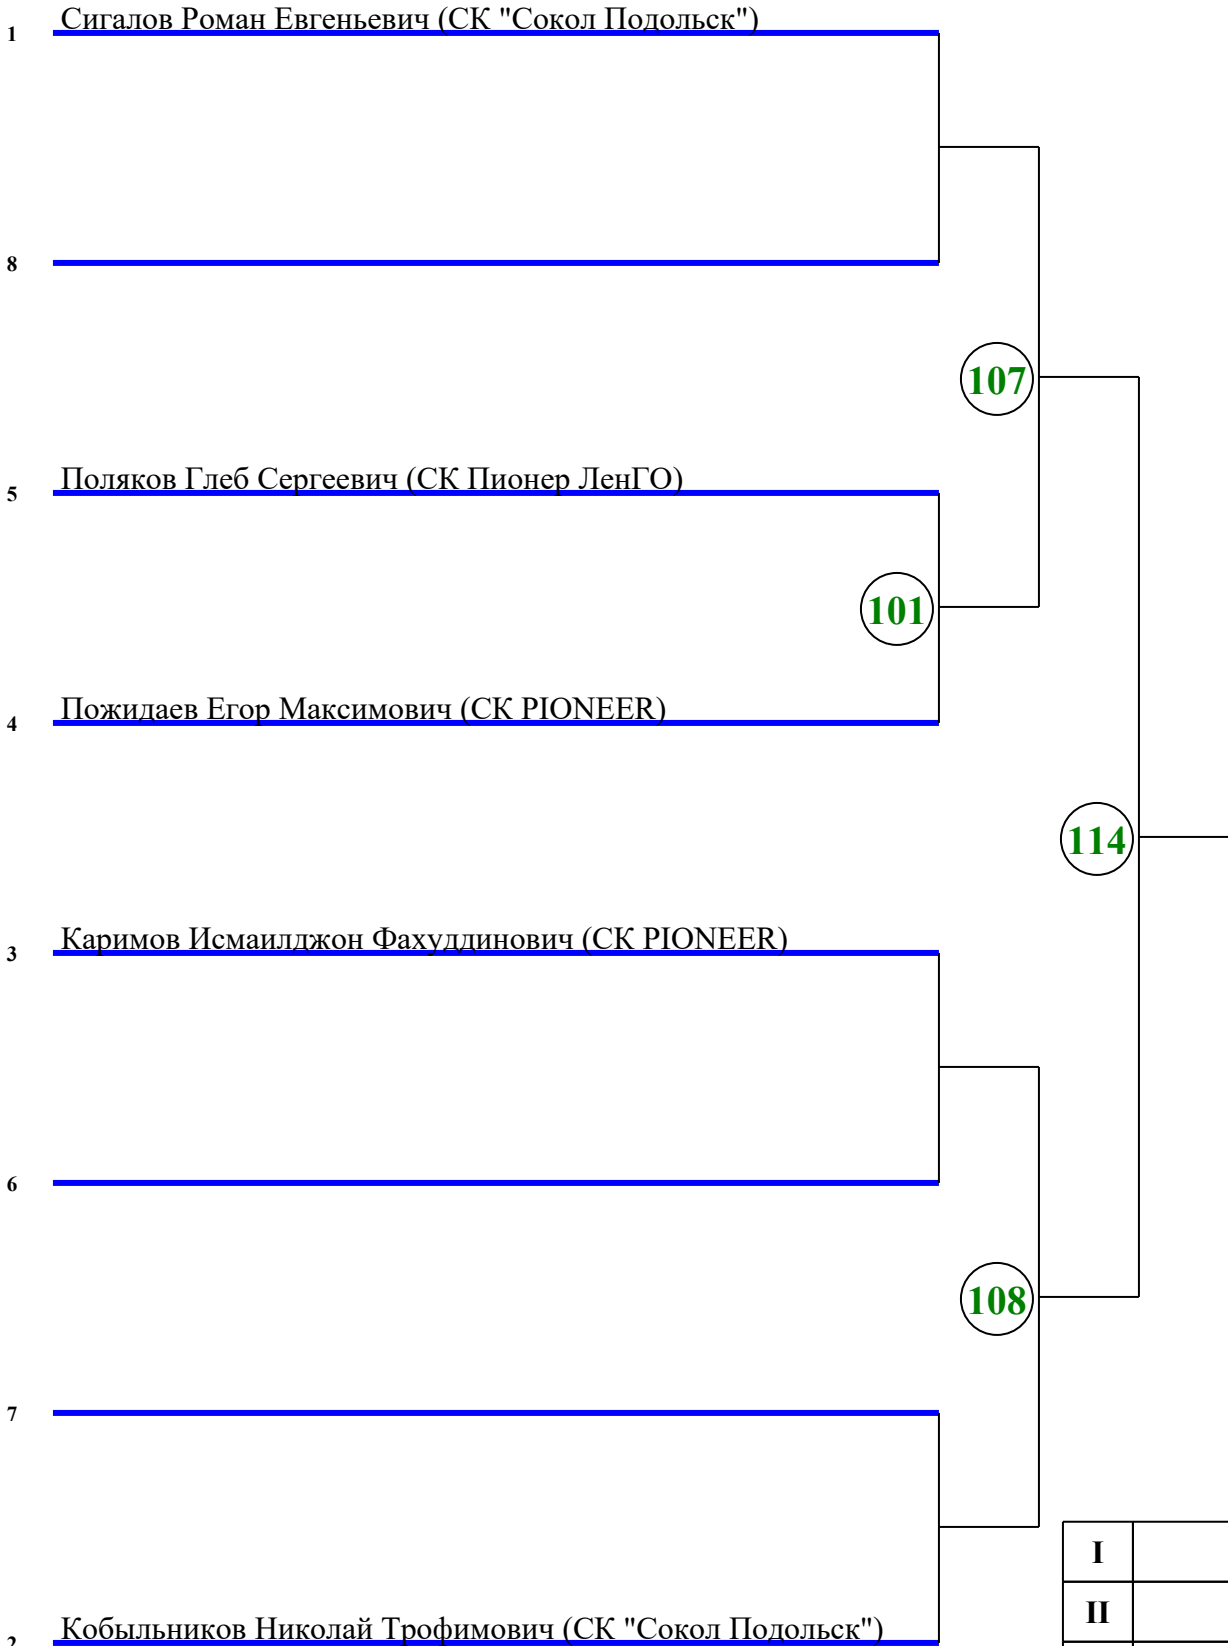 1 Сигалов Роман Евгеньевич (СК "Сокол Подольск")
8
107
5 Поляков Глеб Сергеевич (СК Пионер ЛенГО)
101
4 Пожидаев Егор Максимович (СК PIONEER)
114
3 Каримов Исмаилджон Фахуддинович (СК PIONEER)
6
108
7
I
II
2 Кобыльников Николай Трофимович (СК "Сокол Подольск")